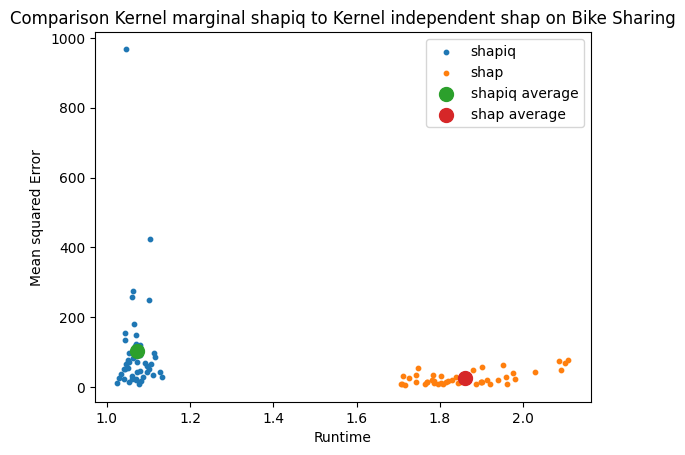 Comparison Kernel marginal shapiq to Kernel independent shap on Bike Sharing
1000
800
600
400
200
0
Mean squared Error
shapiq
shap
shapiq average
shap average
1.0 1.2 1.4 1.6 1.8 2.0
Runtime